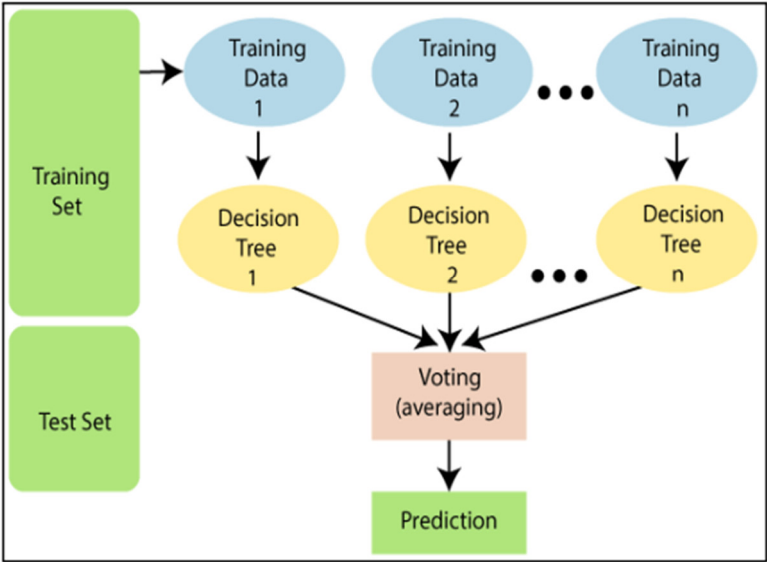 Training
Set
Training
Data
1
Training
Data
2
Training
Data
n
Decision
Tree
1
Decision
Tree
2
Decision
Tree
n
Test Set
Voting
(averaging)
Prediction